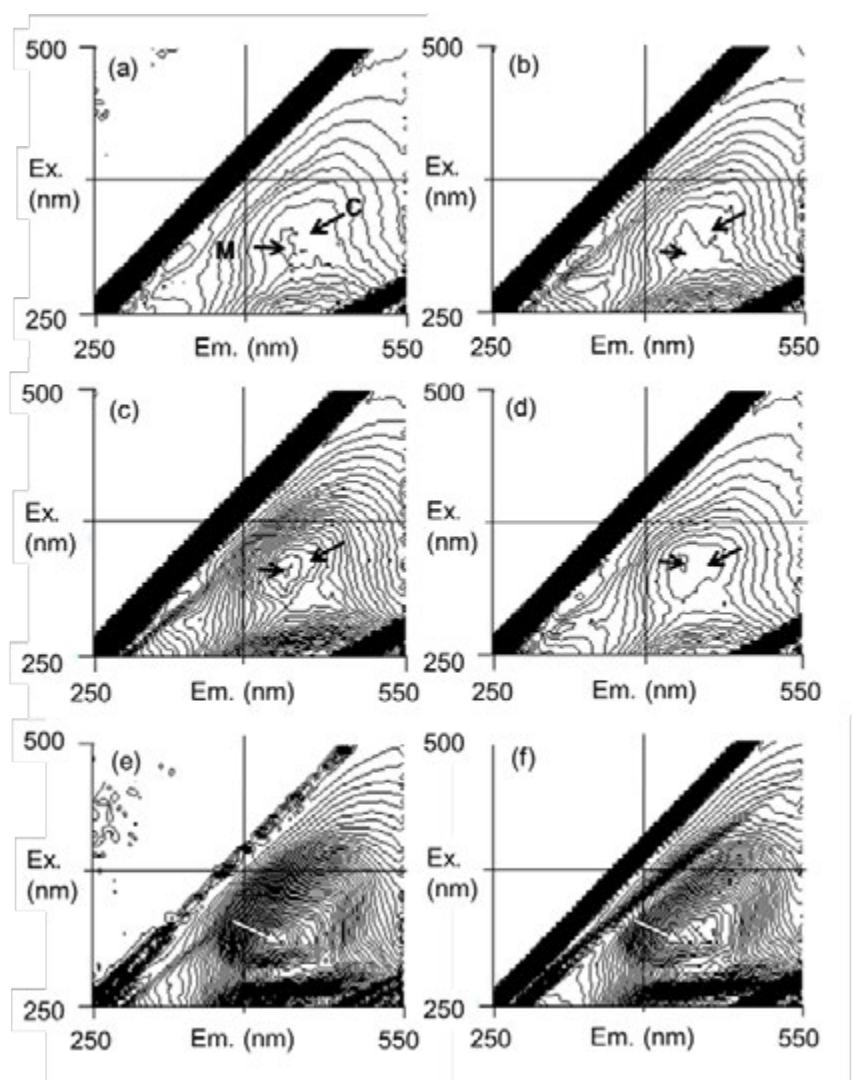 500 (a) 500 (b)
Ex. Ex.
(nm) (nm)
C
M
250 250
250 Em. (nm) 550 250 Em. (nm) 550
500 (c) 500 (d)
Ex. Ex.
(nm) (nm)
250 250
250 Em. (nm) 550 250 Em. (nm) 550
500 (e) 500 (f)
Ex. Ex.
(nm) (nm)
250 250
250 Em. (nm) 550 250 Em. (nm) 550